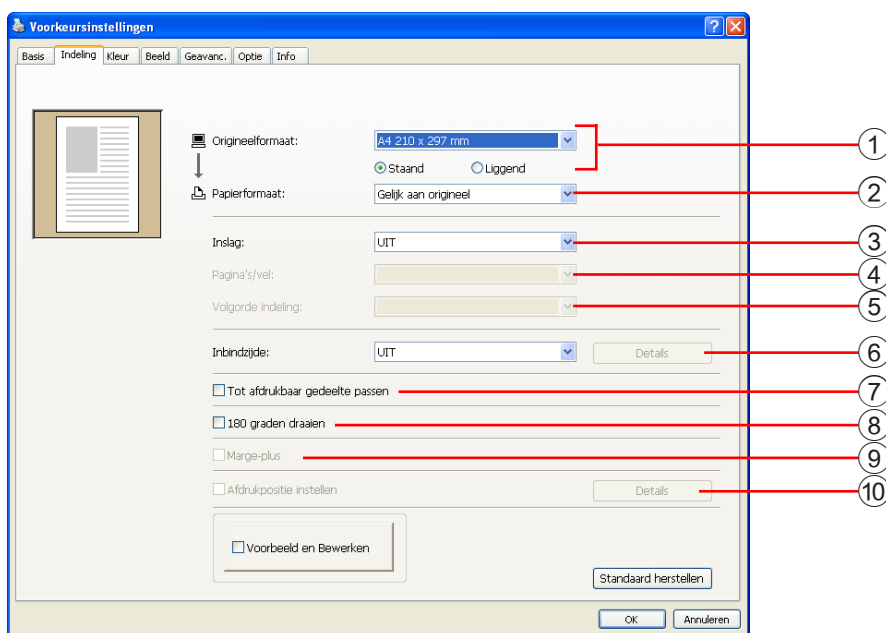 Voorkeursinstellingen
Basis Indeling Kleur Beeld Geavanc. Optie Info
Origineelformaat: A4 210 x 297 mm 1
Staand Liggend
Papierformaat: Gelijk aan origineel 2
Inslag: UIT 3
Pagina's/vel: 4
Volgorde indeling: 5
Inbindzijde: UIT Details 6
Tot afdrukbaar gedeelte passen 7
180 graden draaien 8
Marge-plus 9
Afdrukpositie instellen Details 10
Voorbeeld en Bewerken
Standaard herstellen
OK Annuleren